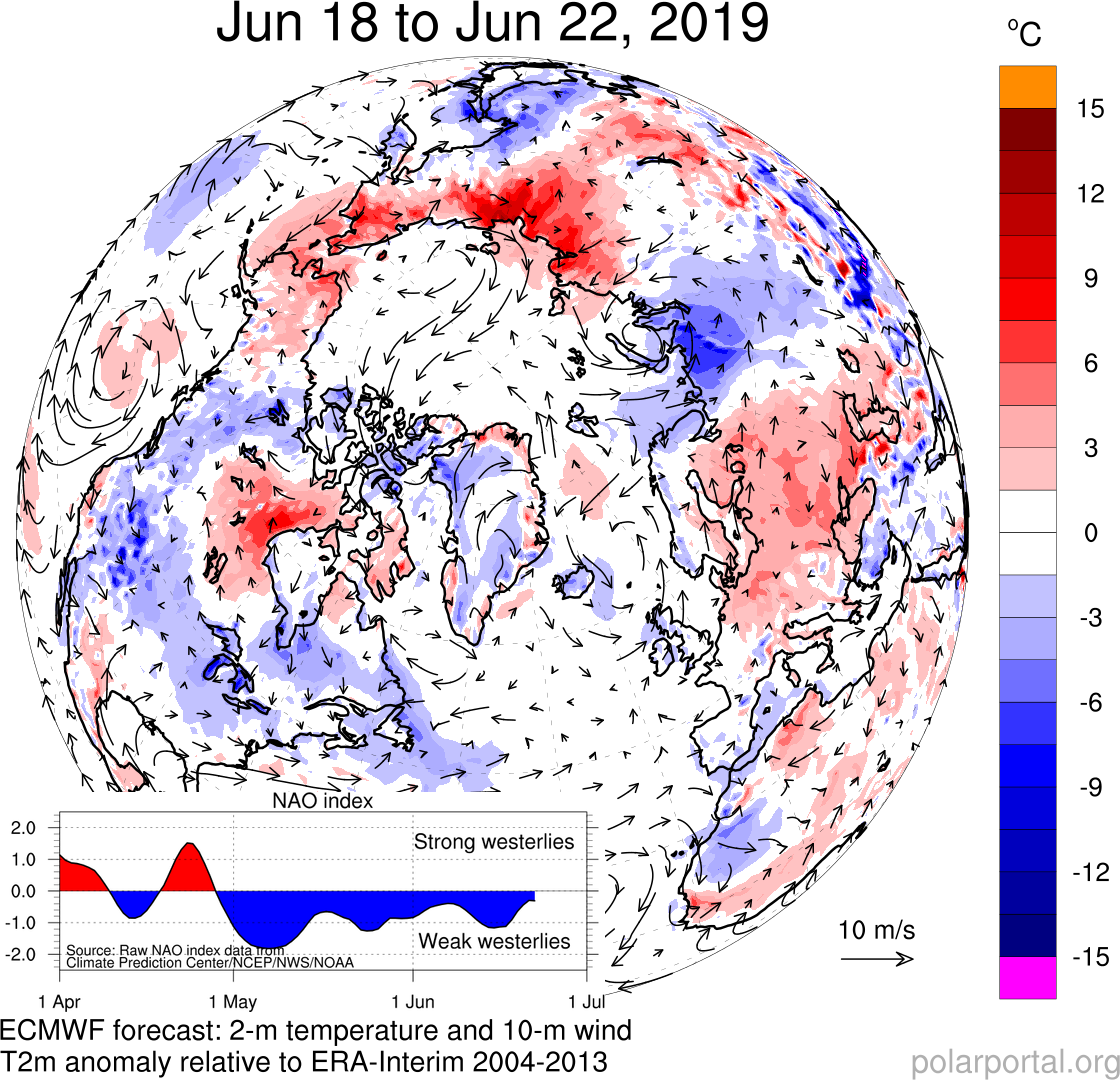 Jun 18 to Jun 22, 2019
°C
15
12
9
6
3
0
-3
-6
-9
-12
-15
NAO index
2.0
1.0
0.0
-1.0
-2.0
Strong westerlies
Weak westerlies
Source: Raw NAO index data from
Climate Prediction Center/NCEP/NWS/NOAA
1 Apr 1 May 1 Jun 1 Jul
10 m/s
ECMWF forecast: 2-m temperature and 10-m wind
T2m anomaly relative to ERA-Interim 2004-2013
polarportal.org